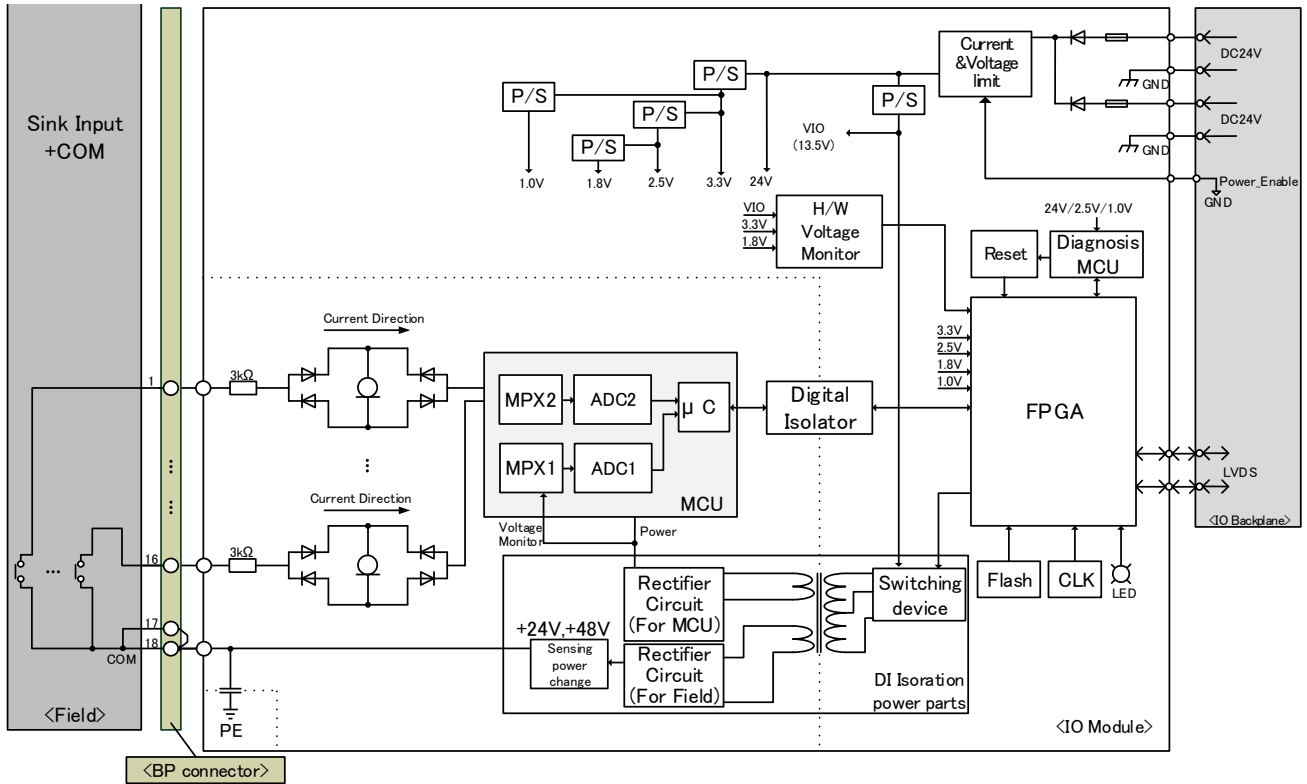 Sink Input
+COM
Current
&Voltage
limit
DC24V
GND
DC24V
GND
Power_Enable
GND
P/S
P/S
P/S
P/S
P/S
VIO
(13.5V)
1.0V
1.8V
2.5V
3.3V
24V
VIO
3.3V
1.8V
H/W
Voltage
Monitor
24V/2.5V/1.0V
Reset
Diagnosis
MCU
3.3V
2.5V
1.8V
1.0V
FPGA
LVDS
<IO Backplane>
Current Direction
1
3kΩ
...
...
...
Current Direction
16
3kΩ
...
17
18
COM
MPX2
ADC2
μ C
MPX1
ADC1
MCU
Digital
Isolator
Voltage
Monitor
Power
Flash
CLK
LED
Rectifier
Circuit
(For MCU)
Switching
device
+24V,+48V
Sensing
power
change
Rectifier
Circuit
(For Field)
DI Isoration
power parts
PE
<Field>
<IO Module>
<BP connector>